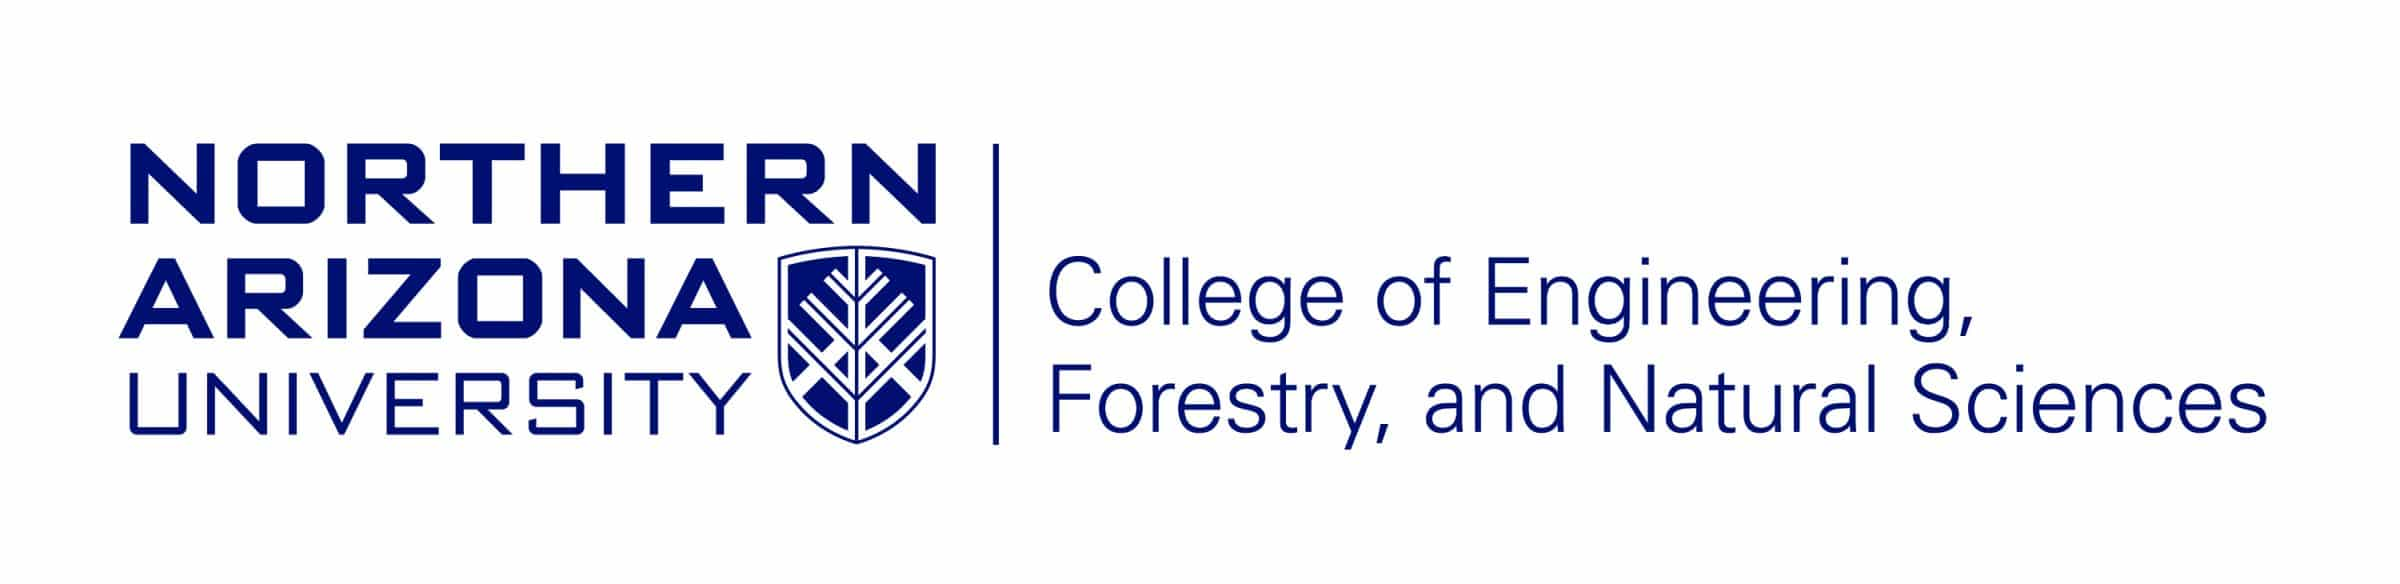 NORTHERN
ARIZONA
UNIVERSITY
College of Engineering,
Forestry, and Natural Sciences